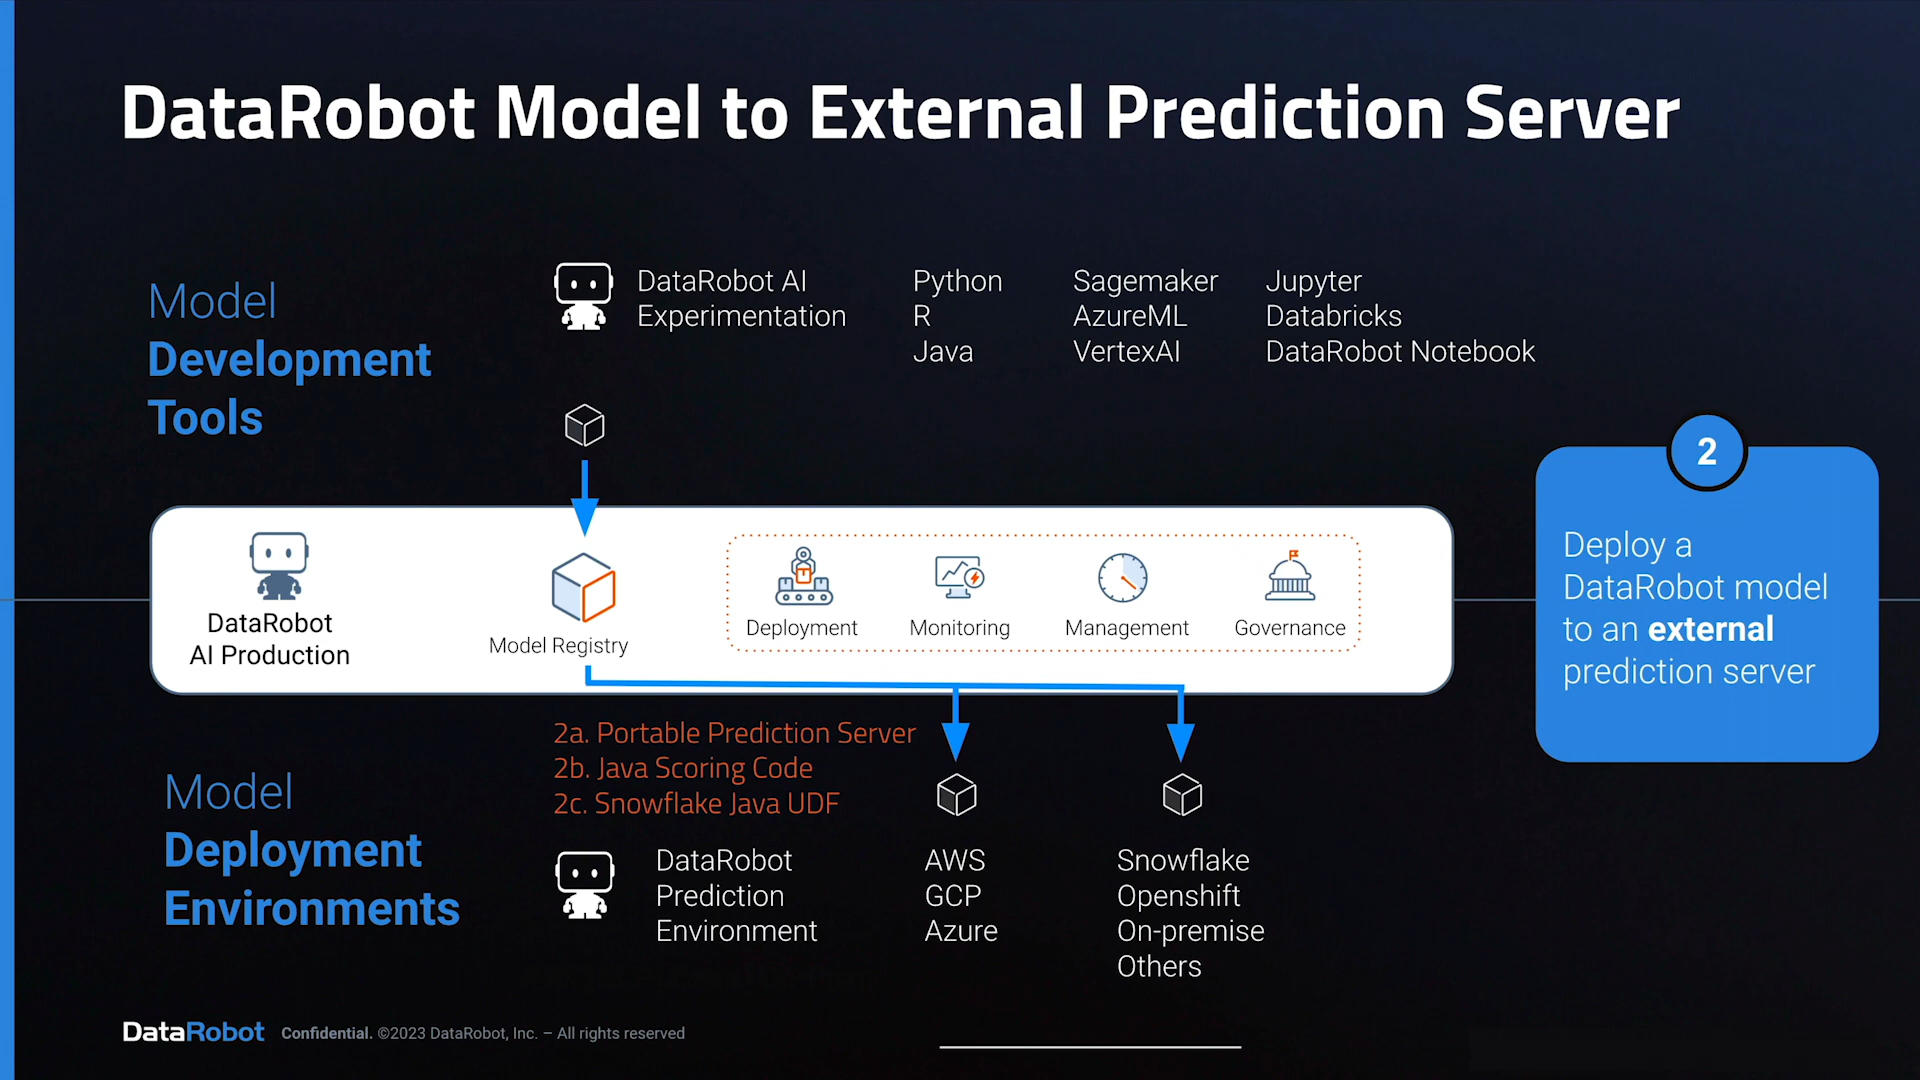 DataRobot Model to External Prediction Server
Model
Development
Tools
DataRobot AI
Experimentation
Python
R
Java
Sagemaker
AzureML
VertexAI
Jupyter
Databricks
DataRobot Notebook
2
Deploy a
DataRobot model
to an external
prediction server
DataRobot
AI Production
Model Registry
Deployment
Monitoring
Management
Governance
2a. Portable Prediction Server
2b. Java Scoring Code
2c. Snowflake Java UDF
Model
Deployment
Environments
DataRobot
Prediction
Environment
AWS
GCP
Azure
Snowflake
Openshift
On-premise
Others
DataRobot Confidential. ©2023 DataRobot, Inc. – All rights reserved